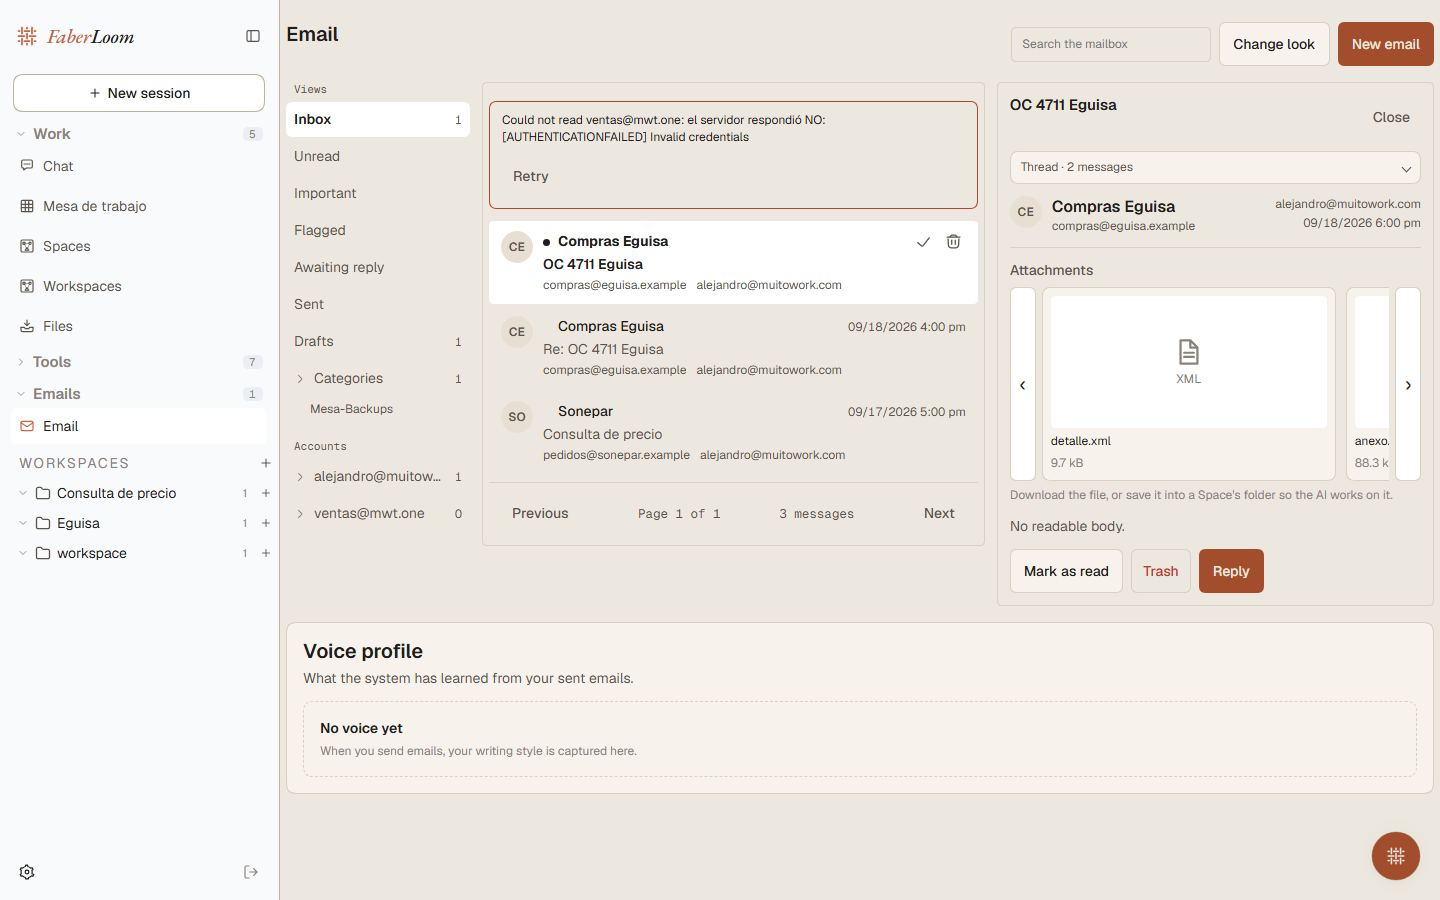 FaberLoom
+ New session
Work 5
Chat
Mesa de trabajo
Spaces
Workspaces
Files
Tools 7
Emails 1
Email
WORKSPACES +
Consulta de precio 1 +
Eguisa 1 +
workspace 1 +
Email
Search the mailbox
Change look
New email
Views
Inbox 1
Unread
Important
Flagged
Awaiting reply
Sent
Drafts 1
Categories 1
Mesa-Backups
Accounts
alejandro@muitow... 1
ventas@mwt.one 0
Could not read ventas@mwt.one: el servidor respondió NO:
[AUTHENTICATIONFAILED] Invalid credentials
Retry
CE
Compras Eguisa
OC 4711 Eguisa
compras@eguisa.example alejandro@muitowork.com
CE
Compras Eguisa 09/18/2026 4:00 pm
Re: OC 4711 Eguisa
compras@eguisa.example alejandro@muitowork.com
SO
Sonepar 09/17/2026 5:00 pm
Consulta de precio
pedidos@sonepar.example alejandro@muitowork.com
Previous Page 1 of 1 3 messages Next
OC 4711 Eguisa
Close
Thread · 2 messages
CE
Compras Eguisa alejandro@muitowork.com
compras@eguisa.example 09/18/2026 6:00 pm
Attachments
‹
XML
›
detalle.xml anexo.
9.7 kB 88.3 k
Download the file, or save it into a Space's folder so the AI works on it.
No readable body.
Mark as read Trash Reply
Voice profile
What the system has learned from your sent emails.
No voice yet
When you send emails, your writing style is captured here.